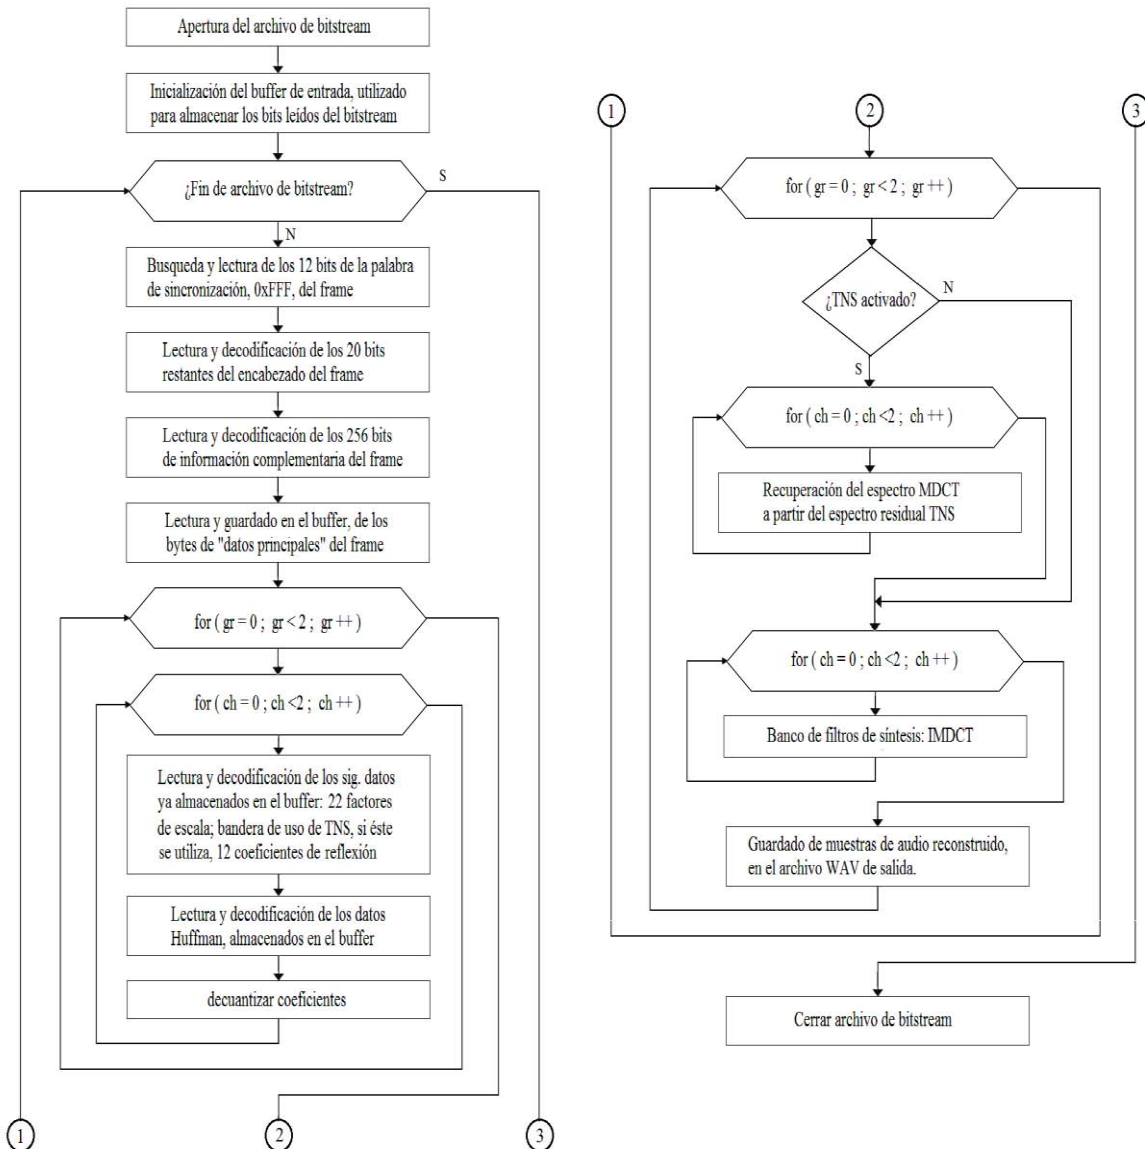 Apertura del archivo de bitstream
Inicialización del buffer de entrada, utilizado
para almacenar los bits leídos del bitstream
¿Fin de archivo de bitstream?
S
N
Busqueda y lectura de los 12 bits de la palabra
de sincronización, 0xFFF, del frame
Lectura y decodificación de los 20 bits
restantes del encabezado del frame
Lectura y decodificación de los 256 bits
de información complementaria del frame
Lectura y guardado en el buffer, de los
bytes de "datos principales" del frame
for ( gr = 0 ; gr < 2 ; gr ++ )
for ( ch = 0 ; ch <2 ; ch ++ )
Lectura y decodificación de los sig. datos
ya almacenados en el buffer: 22 factores
de escala; bandera de uso de TNS, si éste
se utiliza, 12 coeficientes de reflexión
Lectura y decodificación de los datos
Huffman, almacenados en el buffer
decuantizar coeficientes
1
2
3
1
2
3
for ( gr = 0 ; gr < 2 ; gr ++ )
¿TNS activado?
N
S
for ( ch = 0 ; ch <2 ; ch ++ )
Recuperación del espectro MDCT
a partir del espectro residual TNS
for ( ch = 0 ; ch <2 ; ch ++ )
Banco de filtros de síntesis: IMDCT
Guardado de muestras de audio reconstruido,
en el archivo WAV de salida.
Cerrar archivo de bitstream